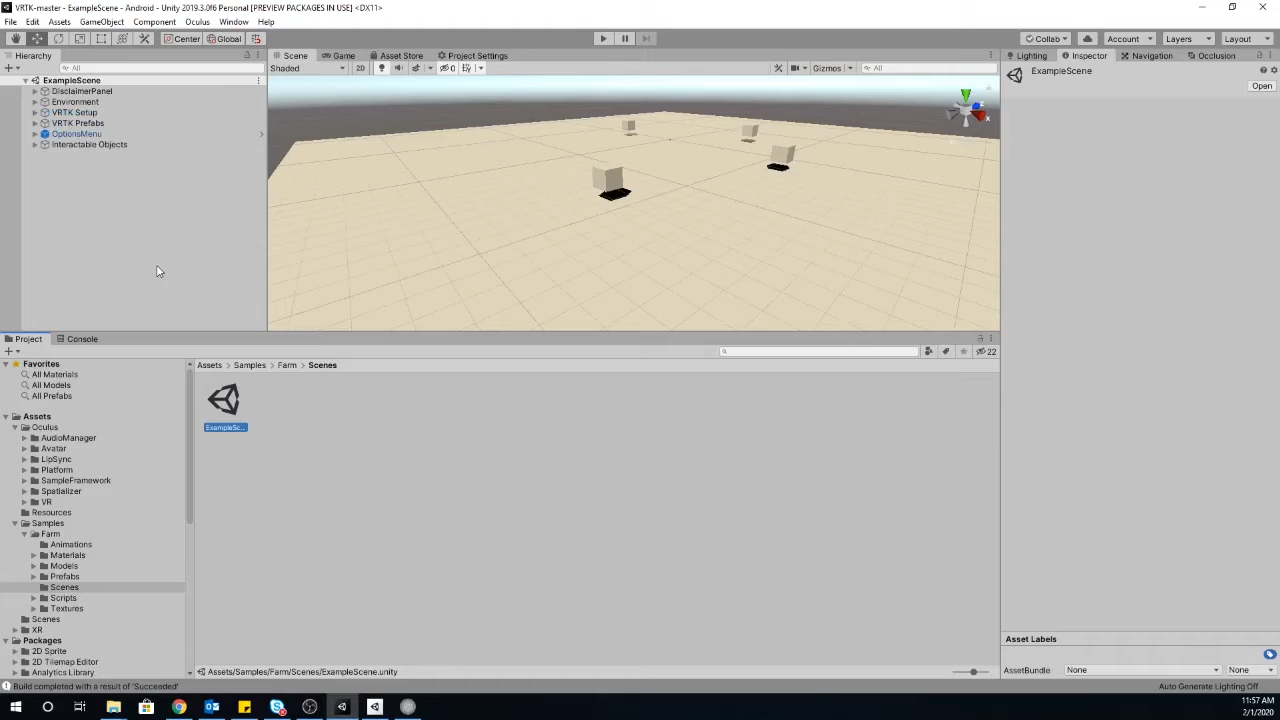 VRTK-master - ExampleScene - Android - Unity 2019.3.0f6 Personal [PREVIEW PACKAGES IN USE] <DX11>
File Edit Assets GameObject Component Oculus Window Help
Center Global Collab Account Layers Layout
Hierarchy Scene Game Asset Store Project Settings Lighting Inspector Navigation Occlusion
All Shaded 2D 0 Gizmos All
ExampleScene
Open
ExampleScene
DisclaimerPanel
Environment
VRTK Setup
VRTK Prefabs
OptionsMenu
Interactable Objects
z
x
Project Console
22
Favorites
All Materials
All Models
All Prefabs
Assets
Oculus
AudioManager
Avatar
LipSync
Platform
SampleFramework
Spatializer
VR
Resources
Samples
Farm
Animations
Materials
Models
Prefabs
Scenes
Scripts
Textures
Scenes
XR
Packages
2D Sprite
2D Tilemap Editor
Analytics Library
Assets Samples Farm Scenes
ExampleSc...
Assets/Samples/Farm/Scenes/ExampleScene.unity
Asset Labels
AssetBundle None None
Build completed with a result of 'Succeeded'
Auto Generate Lighting Off
11:57 AM
2/1/2020